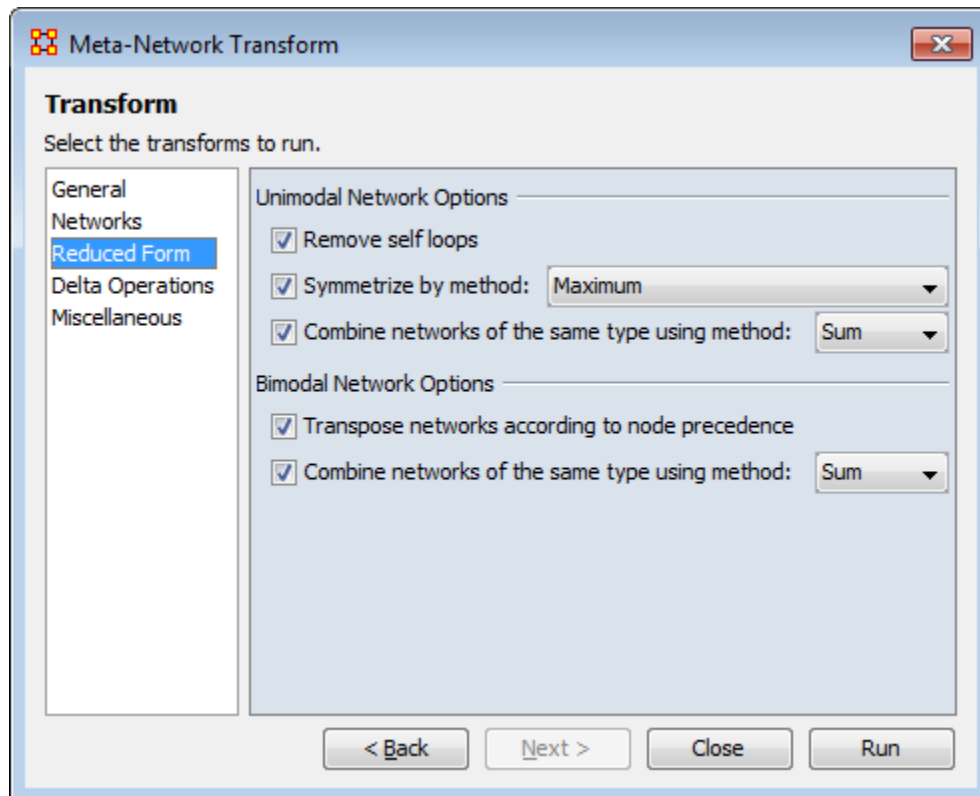 Meta-Network Transform
Transform
Select the transforms to run.
General
Networks
Reduced Form
Delta Operations
Miscellaneous
Unimodal Network Options
Remove self loops
Symmetrize by method: Maximum
Combine networks of the same type using method: Sum
Bimodal Network Options
Transpose networks according to node precedence
Combine networks of the same type using method: Sum
< Back Next > Close Run